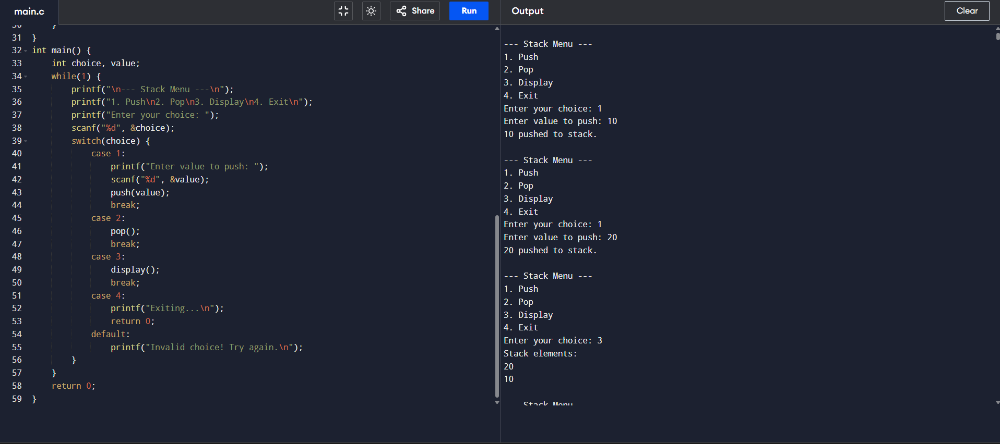 main.c
Share
Run
30 }
31 }
32 int main() {
33     int choice, value;
34     while(1) {
35         printf("\n--- Stack Menu ---\n");
36         printf("1. Push\n2. Pop\n3. Display\n4. Exit\n");
37         printf("Enter your choice: ");
38         scanf("%d", &choice);
39         switch(choice) {
40             case 1:
41                 printf("Enter value to push: ");
42                 scanf("%d", &value);
43                 push(value);
44                 break;
45             case 2:
46                 pop();
47                 break;
48             case 3:
49                 display();
50                 break;
51             case 4:
52                 printf("Exiting...\n");
53                 return 0;
54             default:
55                 printf("Invalid choice! Try again.\n");
56         }
57     }
58     return 0;
59 }
Output
Clear
--- Stack Menu ---
1. Push
2. Pop
3. Display
4. Exit
Enter your choice: 1
Enter value to push: 10
10 pushed to stack.
--- Stack Menu ---
1. Push
2. Pop
3. Display
4. Exit
Enter your choice: 1
Enter value to push: 20
20 pushed to stack.
--- Stack Menu ---
1. Push
2. Pop
3. Display
4. Exit
Enter your choice: 3
Stack elements:
20
10
Stack Menu